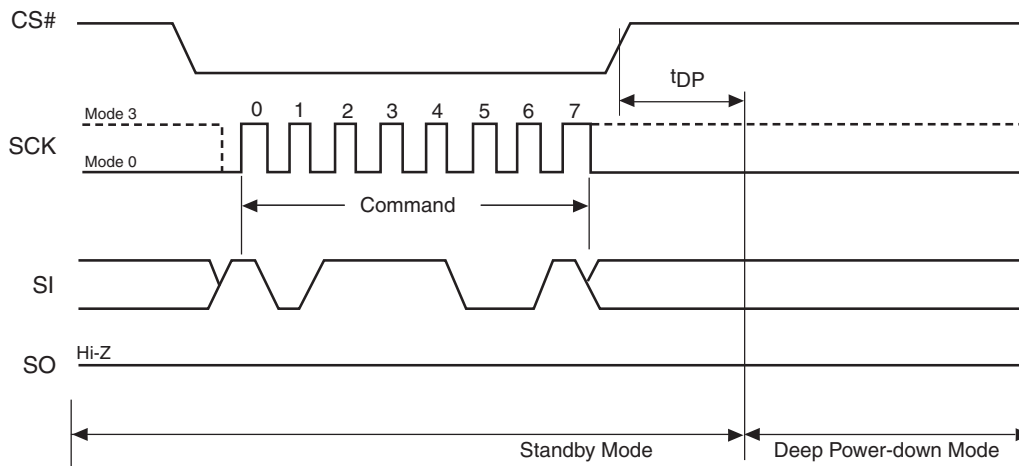 CS#
tDP
Mode 3
0 1 2 3 4 5 6 7
SCK
Mode 0
Command
SI
Hi-Z
SO
Standby Mode
Deep Power-down Mode